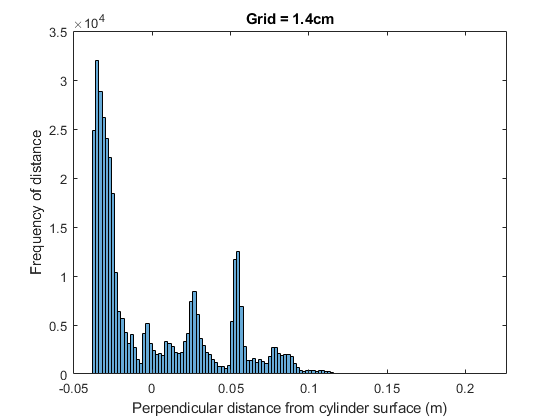 Grid = 1.4cm
×10⁴
3.5
3
2.5
2
1.5
1
0.5
0
Frequency of distance
-0.05 0 0.05 0.1 0.15 0.2
Perpendicular distance from cylinder surface (m)